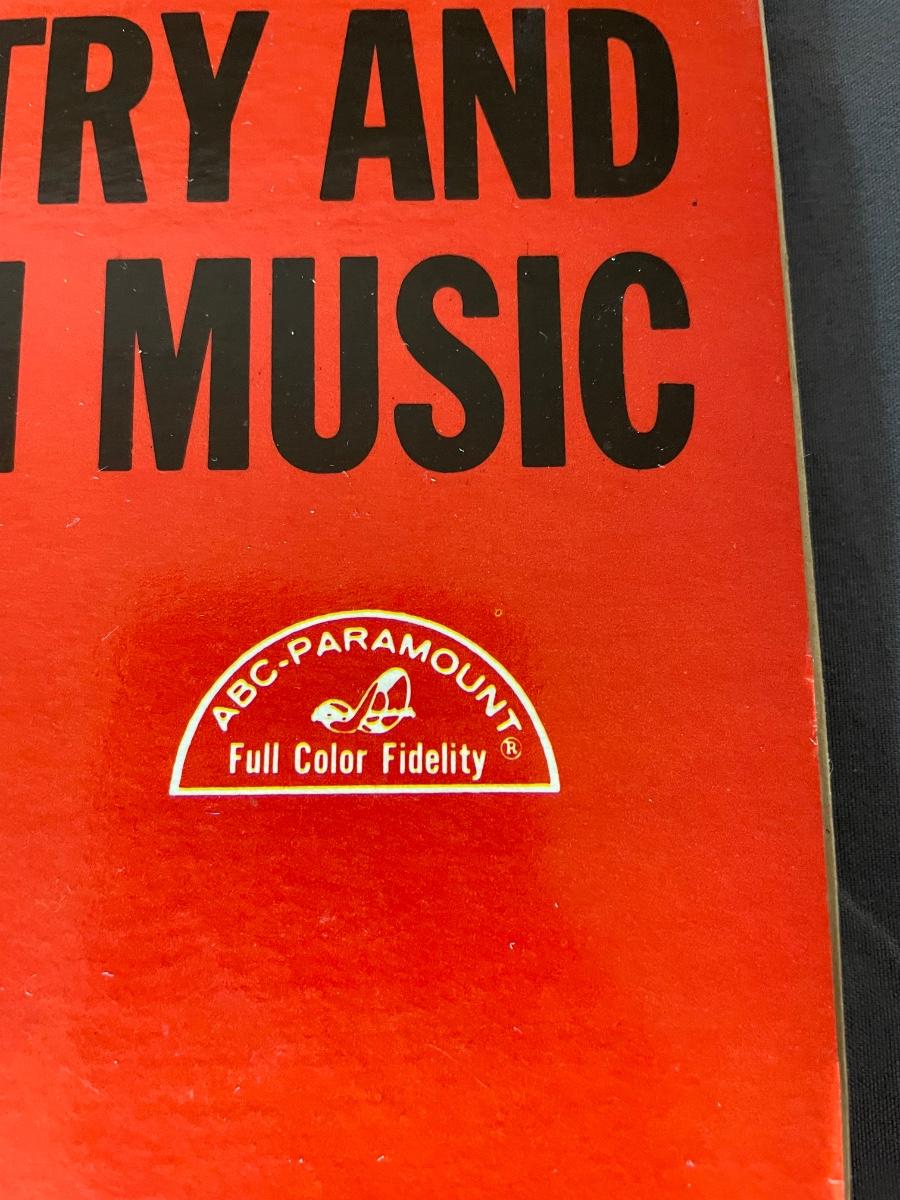 TRY AND
MUSIC
ABC-PARAMOUNT
Full Color Fidelity ®